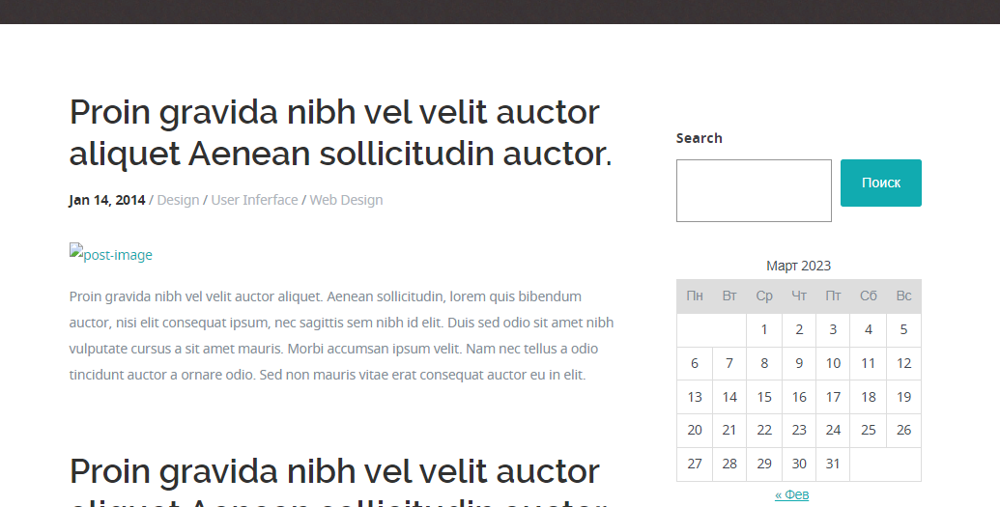 Proin gravida nibh vel velit auctor
aliquet Aenean sollicitudin auctor.
Jan 14, 2014 / Design / User Inferface / Web Design
post-image
Proin gravida nibh vel velit auctor aliquet. Aenean sollicitudin, lorem quis bibendum
auctor, nisi elit consequat ipsum, nec sagittis sem nibh id elit. Duis sed odio sit amet nibh
vulputate cursus a sit amet mauris. Morbi accumsan ipsum velit. Nam nec tellus a odio
tincidunt auctor a ornare odio. Sed non mauris vitae erat consequat auctor eu in elit.
Proin gravida nibh vel velit auctor
aliquet Aenean sollicitudin auctor.
Search
Поиск
Март 2023
Пн Вт Ср Чт Пт Сб Вс
1 2 3 4 5
6 7 8 9 10 11 12
13 14 15 16 17 18 19
20 21 22 23 24 25 26
27 28 29 30 31
« Фев